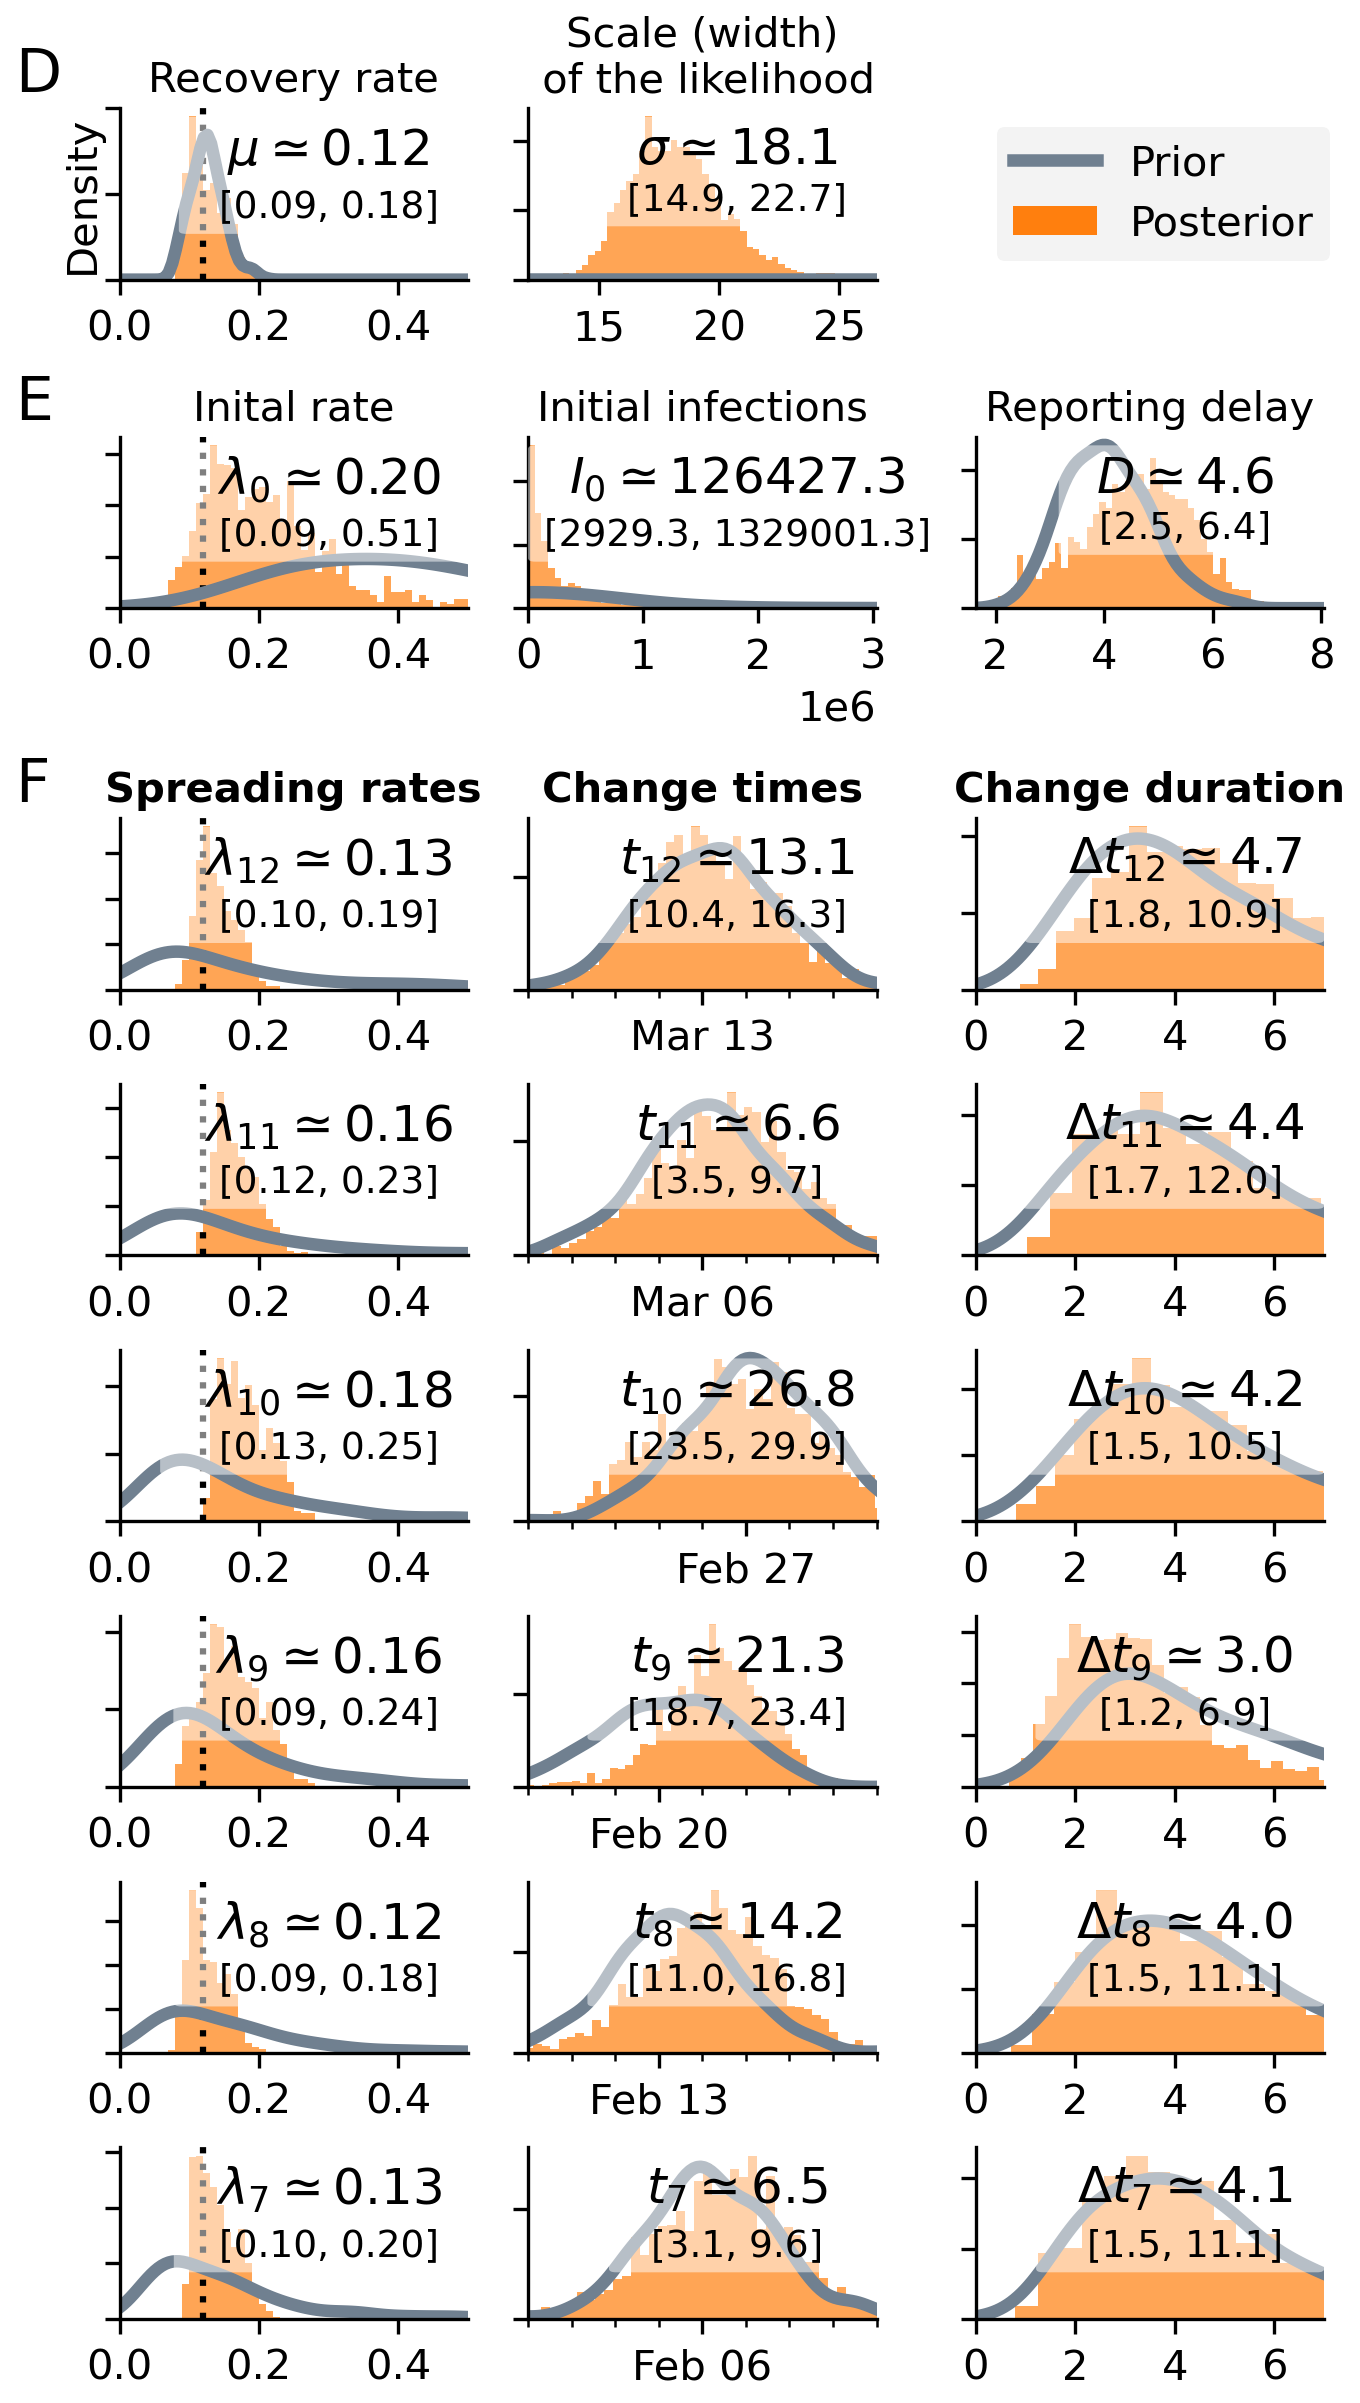 D
Recovery rate
Scale (width)
of the likelihood
Density
μ ≃ 0.12
[0.09, 0.18]
0.0 0.2 0.4
σ ≃ 18.1
[14.9, 22.7]
15 20 25
Prior
Posterior
E
Inital rate
λ0 ≃ 0.20
[0.09, 0.51]
0.0 0.2 0.4
Initial infections
I0 ≃ 126427.3
[2929.3, 1329001.3]
0 1 2 3
1e6
Reporting delay
D ≃ 4.6
[2.5, 6.4]
2 4 6 8
F
Spreading rates
Change times
Change duration
λ12 ≃ 0.13
[0.10, 0.19]
0.0 0.2 0.4
t12 ≃ 13.1
[10.4, 16.3]
Mar 13
Δt12 ≃ 4.7
[1.8, 10.9]
0 2 4 6
λ11 ≃ 0.16
[0.12, 0.23]
0.0 0.2 0.4
t11 ≃ 6.6
[3.5, 9.7]
Mar 06
Δt11 ≃ 4.4
[1.7, 12.0]
0 2 4 6
λ10 ≃ 0.18
[0.13, 0.25]
0.0 0.2 0.4
t10 ≃ 26.8
[23.5, 29.9]
Feb 27
Δt10 ≃ 4.2
[1.5, 10.5]
0 2 4 6
λ9 ≃ 0.16
[0.09, 0.24]
0.0 0.2 0.4
t9 ≃ 21.3
[18.7, 23.4]
Feb 20
Δt9 ≃ 3.0
[1.2, 6.9]
0 2 4 6
λ8 ≃ 0.12
[0.09, 0.18]
0.0 0.2 0.4
t8 ≃ 14.2
[11.0, 16.8]
Feb 13
Δt8 ≃ 4.0
[1.5, 11.1]
0 2 4 6
λ7 ≃ 0.13
[0.10, 0.20]
0.0 0.2 0.4
t7 ≃ 6.5
[3.1, 9.6]
Feb 06
Δt7 ≃ 4.1
[1.5, 11.1]
0 2 4 6